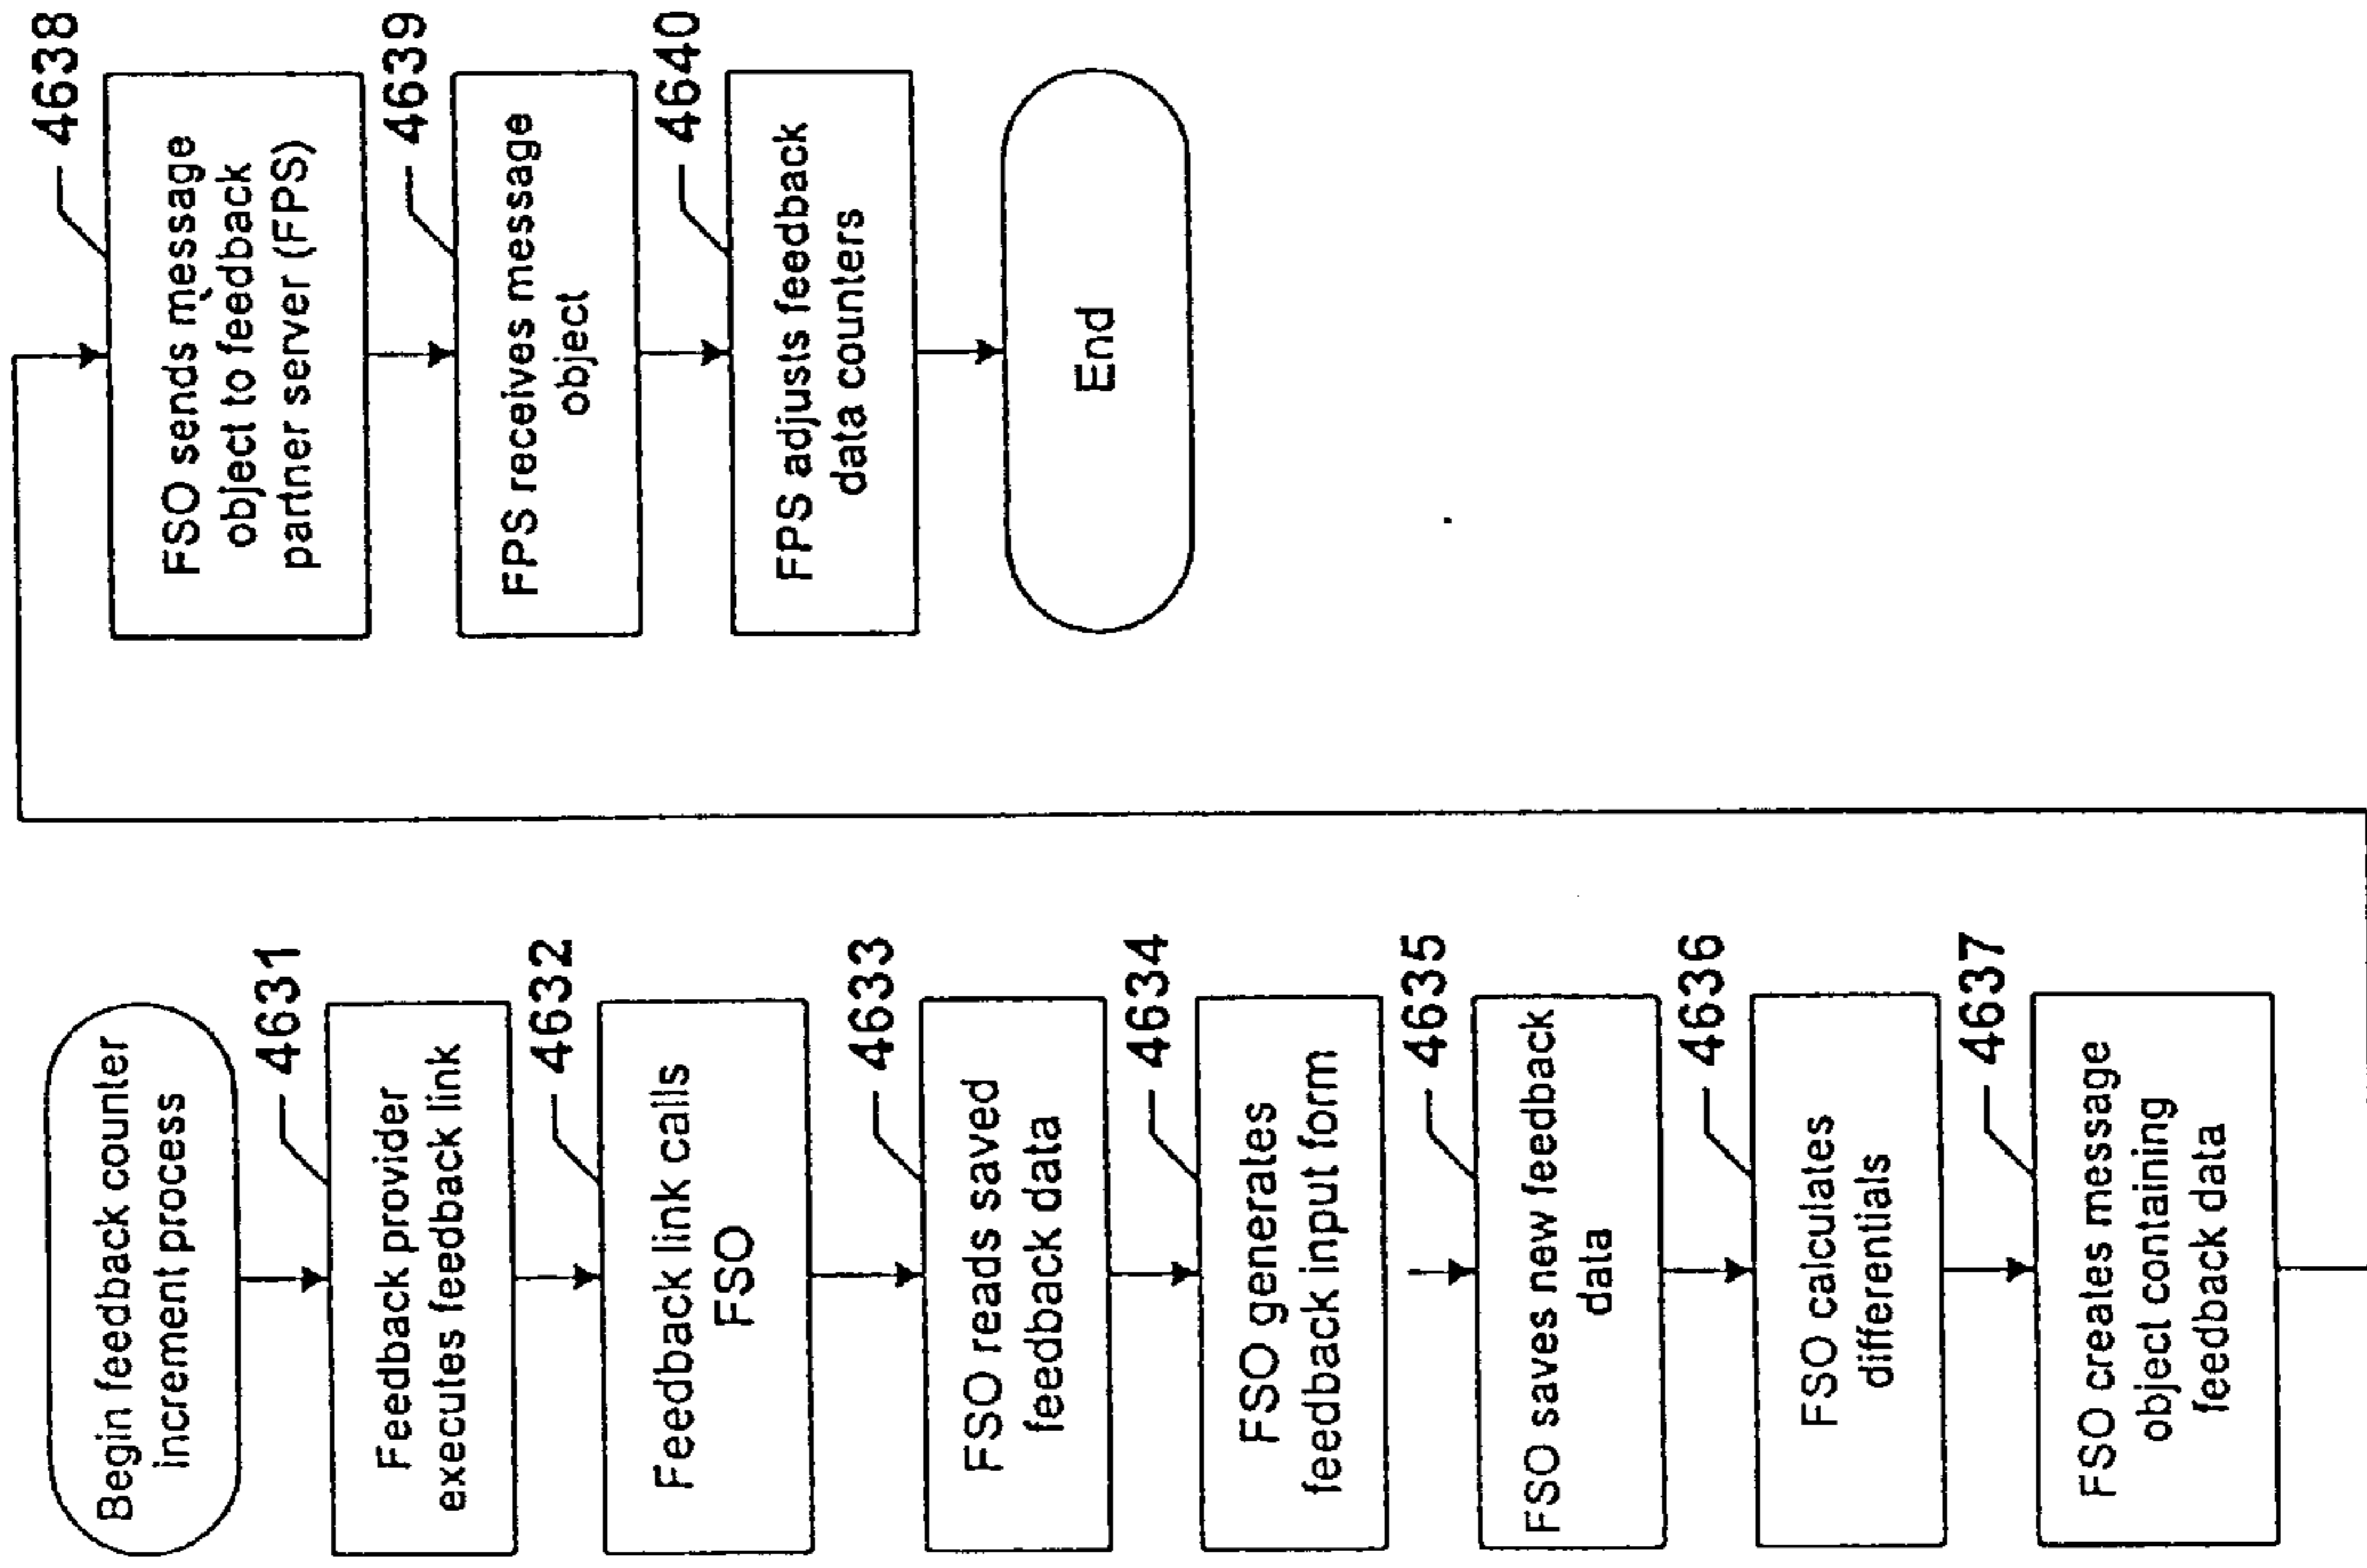 Begin feedback counter
increment process
4631
Feedback provider
executes feedback link
4632
Feedback link calls
FSO
4633
FSO reads saved
feedback data
4634
FSO generates
feedback input form
4635
FSO saves new feedback
data
4636
FSO calculates
differentials
4637
FSO creates message
object containing
feedback data
4638
FSO sends message
object to feedback
partner server (FPS)
4639
FPS receives message
object
4640
FPS adjusts feedback
data counters
End